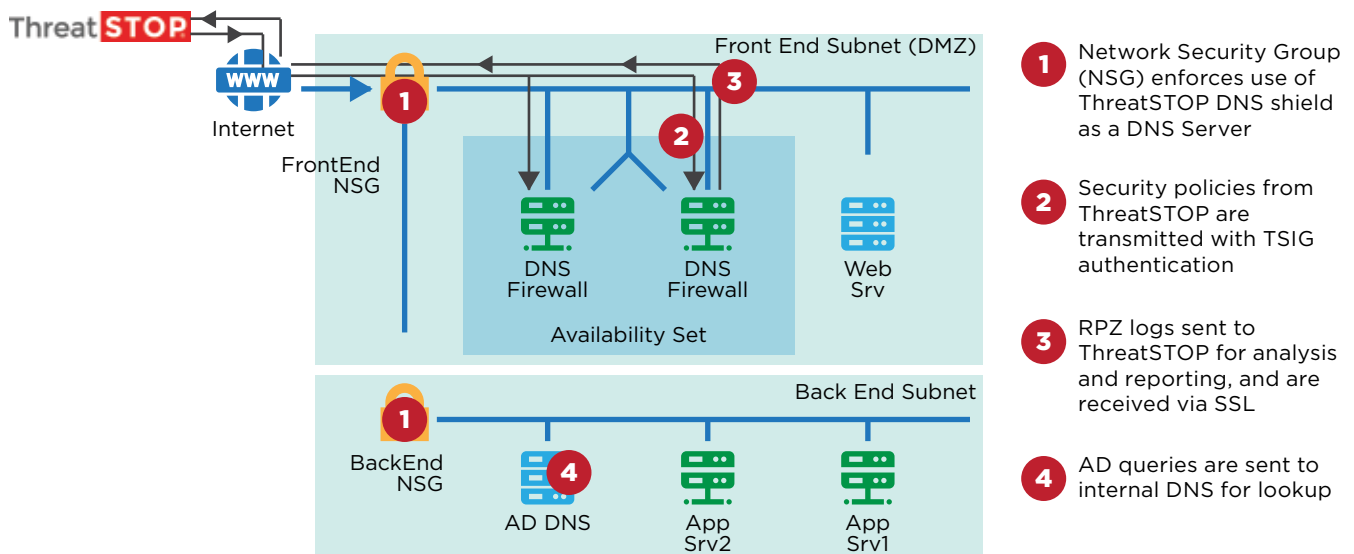 ThreatSTOP
WWW
Internet
Front End Subnet (DMZ)
1
3
2
FrontEnd
NSG
DNS
Firewall
DNS
Firewall
Web
Srv
Availability Set
Back End Subnet
1
BackEnd
NSG
4
AD DNS
App
Srv2
App
Srv1
1
Network Security Group
(NSG) enforces use of
ThreatSTOP DNS shield
as a DNS Server
2
Security policies from
ThreatSTOP are
transmitted with TSIG
authentication
3
RPZ logs sent to
ThreatSTOP for analysis
and reporting, and are
received via SSL
4
AD queries are sent to
internal DNS for lookup